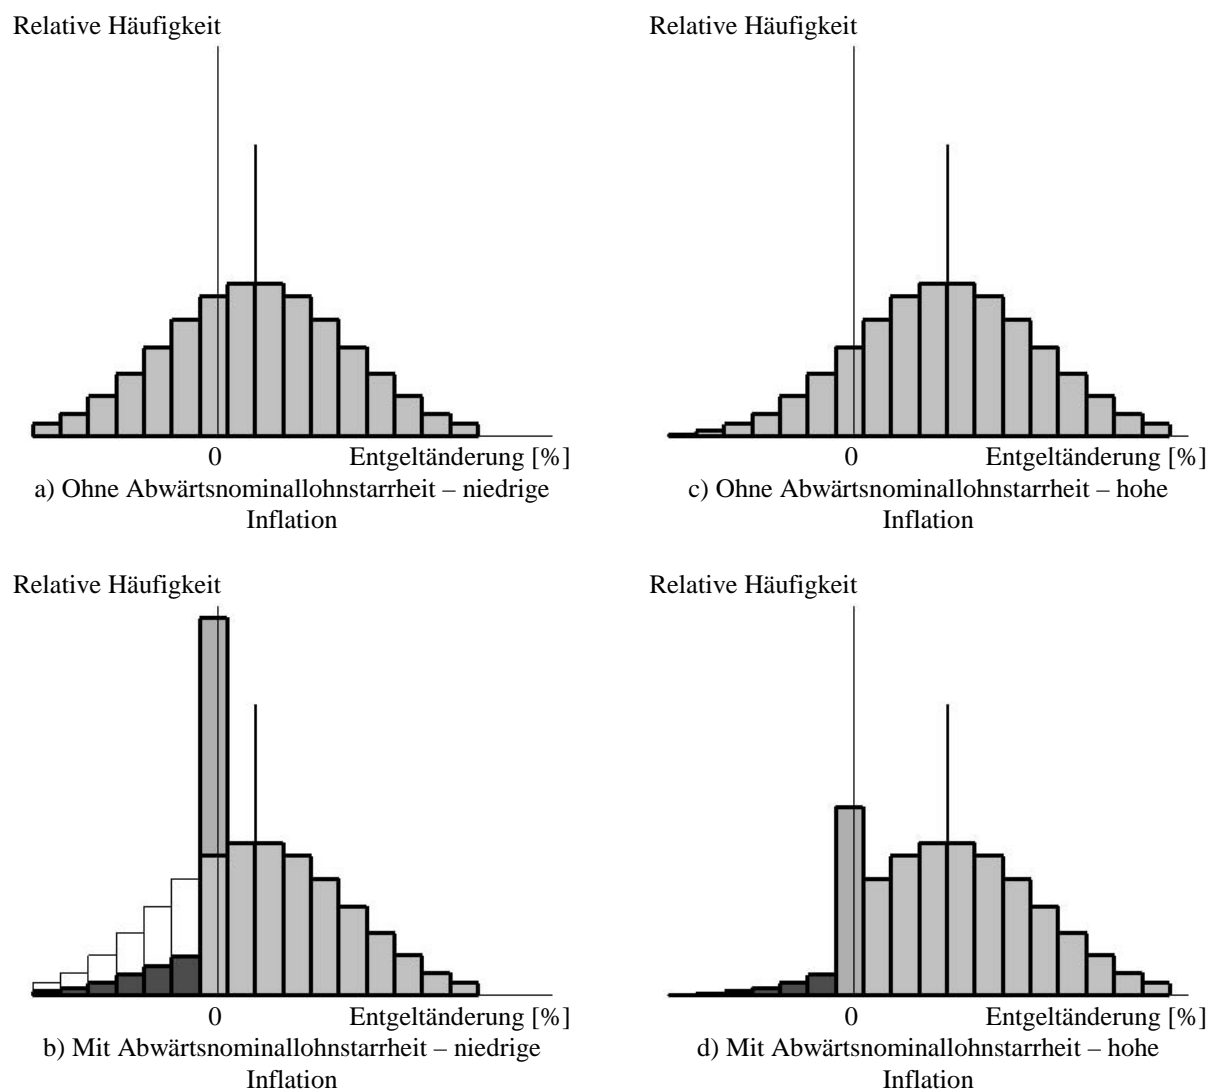 Relative Häufigkeit
0
Entgeltänderung [%]
a) Ohne Abwärtsnominallohnstarrheit – niedrige
Inflation
Relative Häufigkeit
0
Entgeltänderung [%]
c) Ohne Abwärtsnominallohnstarrheit – hohe
Inflation
Relative Häufigkeit
0
Entgeltänderung [%]
b) Mit Abwärtsnominallohnstarrheit – niedrige
Inflation
Relative Häufigkeit
0
Entgeltänderung [%]
d) Mit Abwärtsnominallohnstarrheit – hohe
Inflation